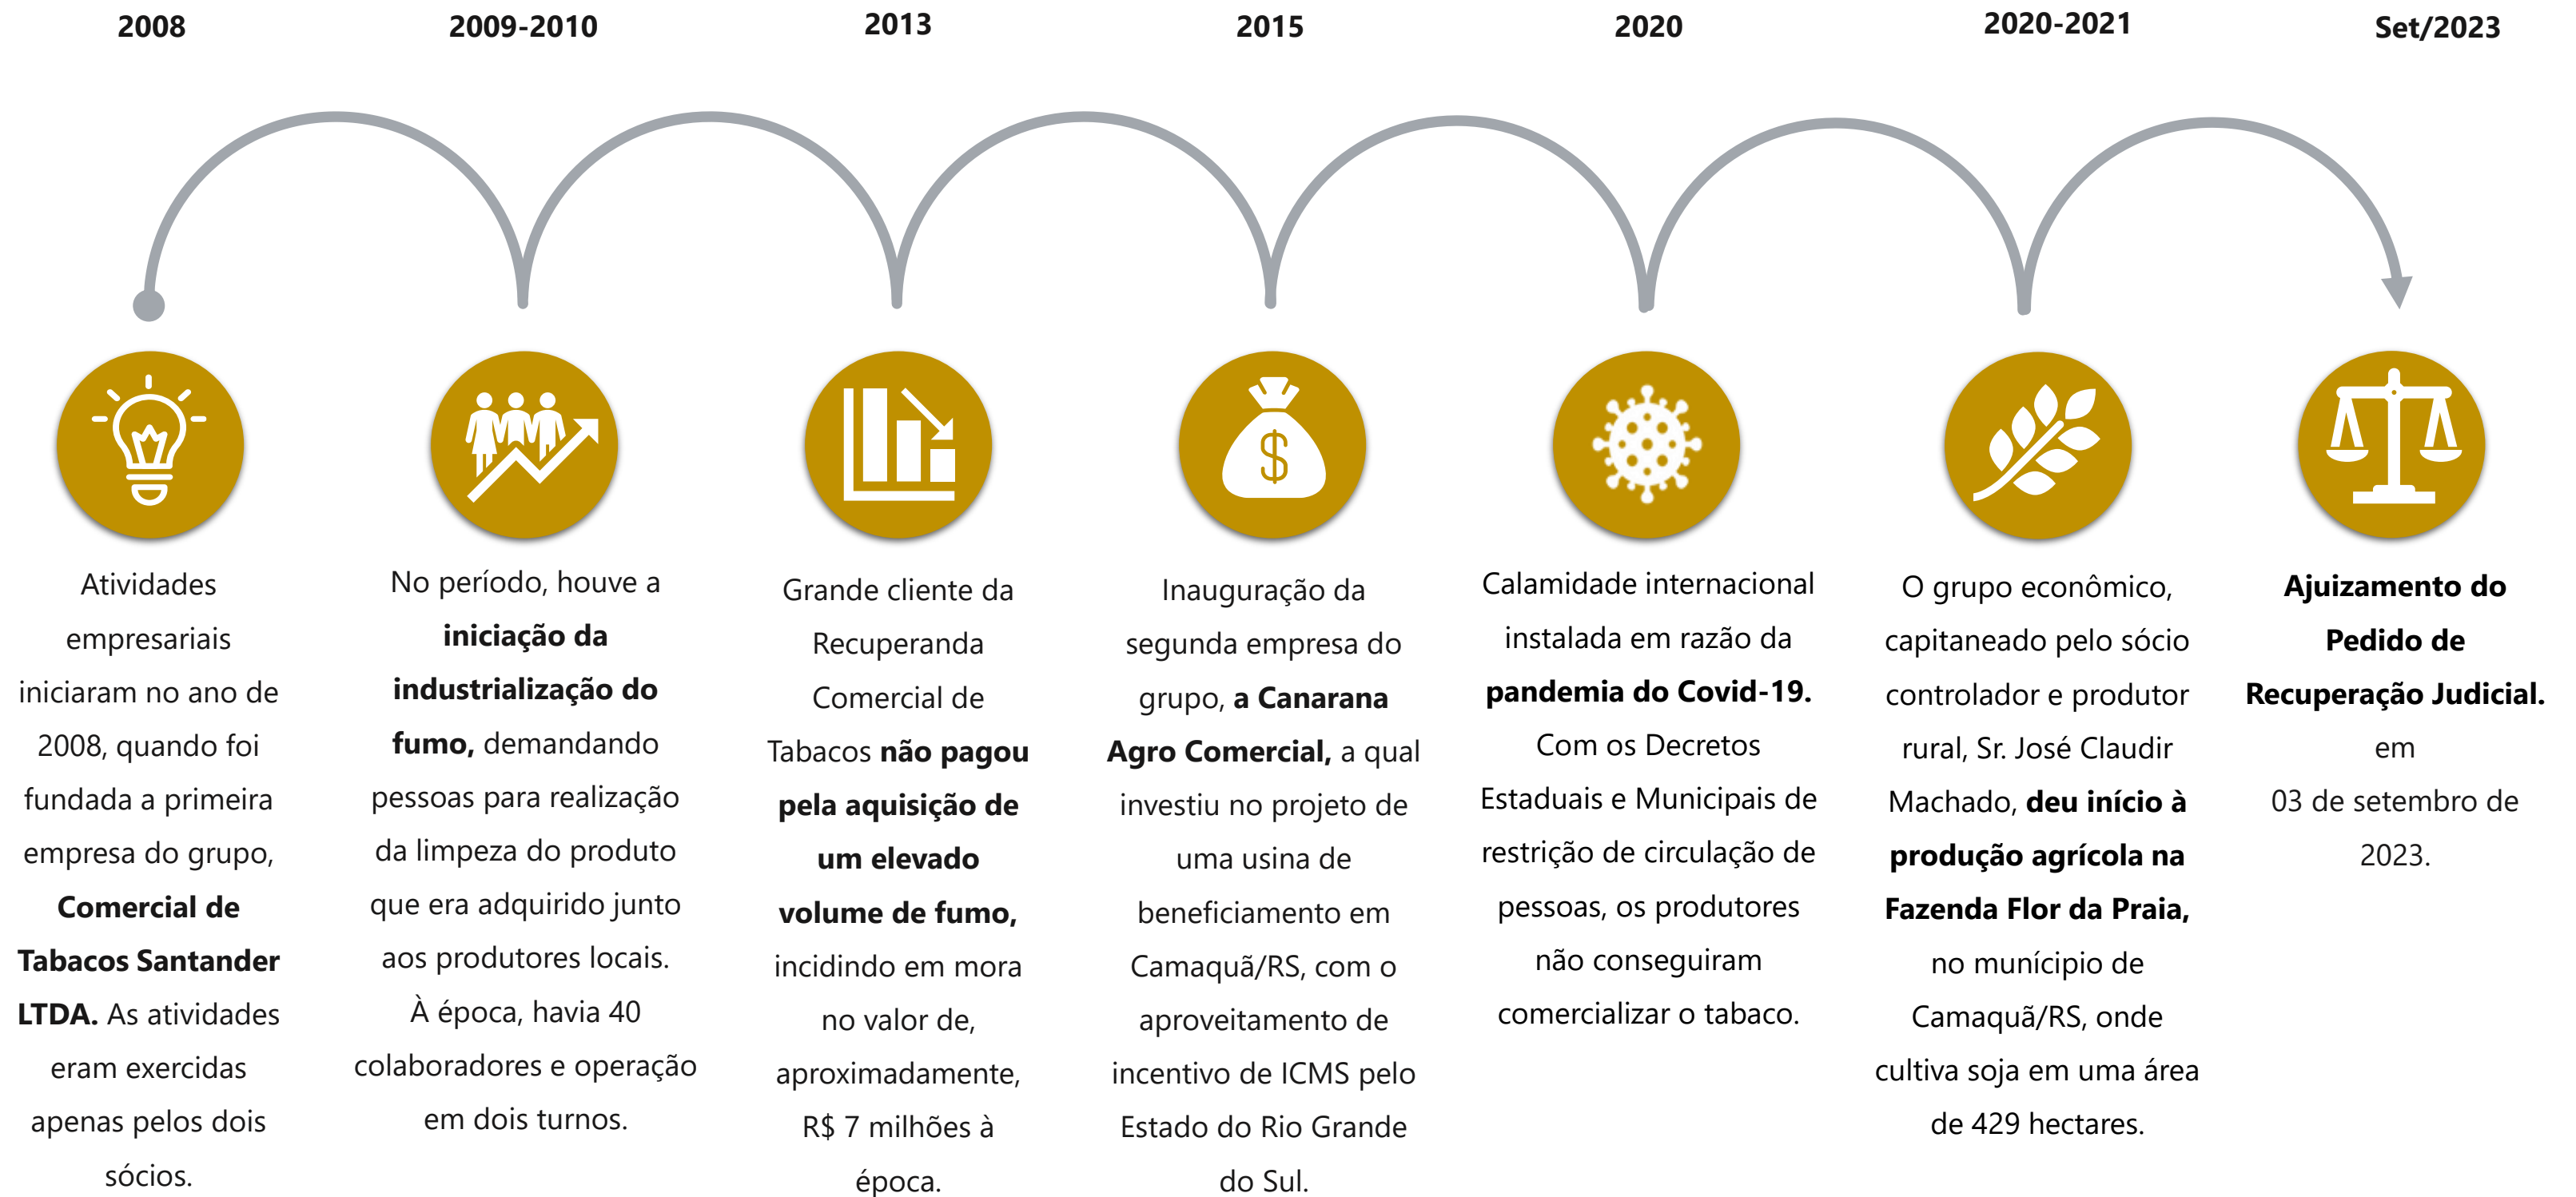 2008
Atividades
empresariais
iniciaram no ano de
2008, quando foi
fundada a primeira
empresa do grupo,
Comercial de
Tabacos Santander
LTDA. As atividades
eram exercidas
apenas pelos dois
sócios.
2009-2010
No período, houve a
iniciação da
industrialização do
fumo, demandando
pessoas para realização
da limpeza do produto
que era adquirido junto
aos produtores locais.
À época, havia 40
colaboradores e operação
em dois turnos.
2013
Grande cliente da
Recuperanda
Comercial de
Tabacos não pagou
pela aquisição de
um elevado
volume de fumo,
incidindo em mora
no valor de,
aproximadamente,
R$ 7 milhões à
época.
2015
$
Inauguração da
segunda empresa do
grupo, a Canarana
Agro Comercial, a qual
investiu no projeto de
uma usina de
beneficiamento em
Camaquã/RS, com o
aproveitamento de
incentivo de ICMS pelo
Estado do Rio Grande
do Sul.
2020
Calamidade internacional
instalada em razão da
pandemia do Covid-19.
Com os Decretos
Estaduais e Municipais de
restrição de circulação de
pessoas, os produtores
não conseguiram
comercializar o tabaco.
2020-2021
O grupo econômico,
capitaneado pelo sócio
controlador e produtor
rural, Sr. José Claudir
Machado, deu início à
produção agrícola na
Fazenda Flor da Praia,
no munícipio de
Camaquã/RS, onde
cultiva soja em uma área
de 429 hectares.
Set/2023
Ajuizamento do
Pedido de
Recuperação Judicial.
em
03 de setembro de
2023.